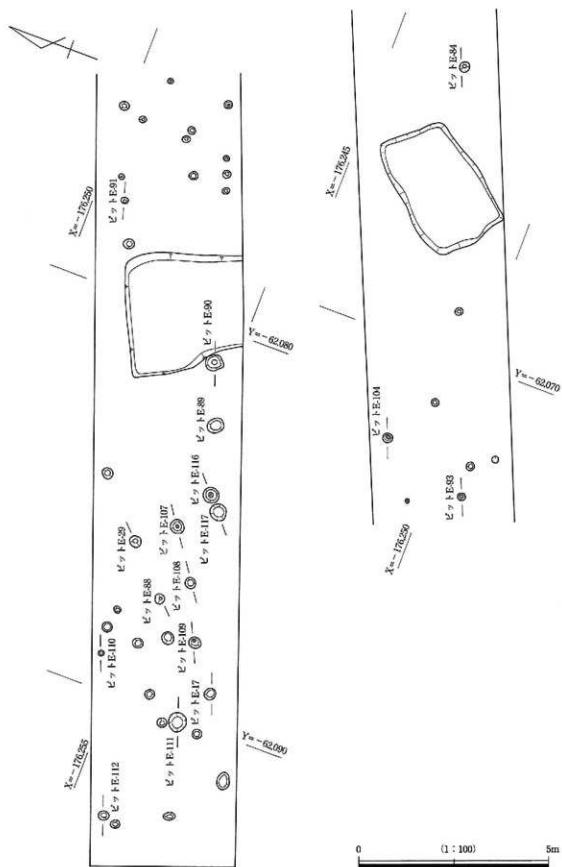 ピットE-91
X=-176,250
ピットE-90
Y=-62,080
ピットE-89
ピットE-116
ピットE-117
ピットE-107
ピットE-29
ピットE-108
ピットE-88
ピットE-109
ピットE-110
ピットE-17
ピットE-111
X=-176,255
Y=-62,090
ピットE-112
ピットE-84
X=-176,245
ピットE-104
Y=-62,070
ピットE-93
X=-176,250
0 (1：100) 5m